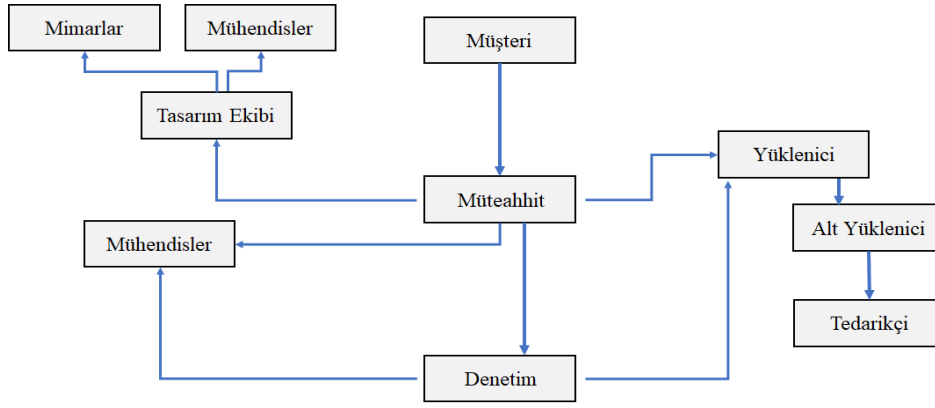 Mimarlar
Mühendisler
Müşteri
Tasarım Ekibi
Yüklenici
Müteahhit
Alt Yüklenici
Mühendisler
Tedarikçi
Denetim